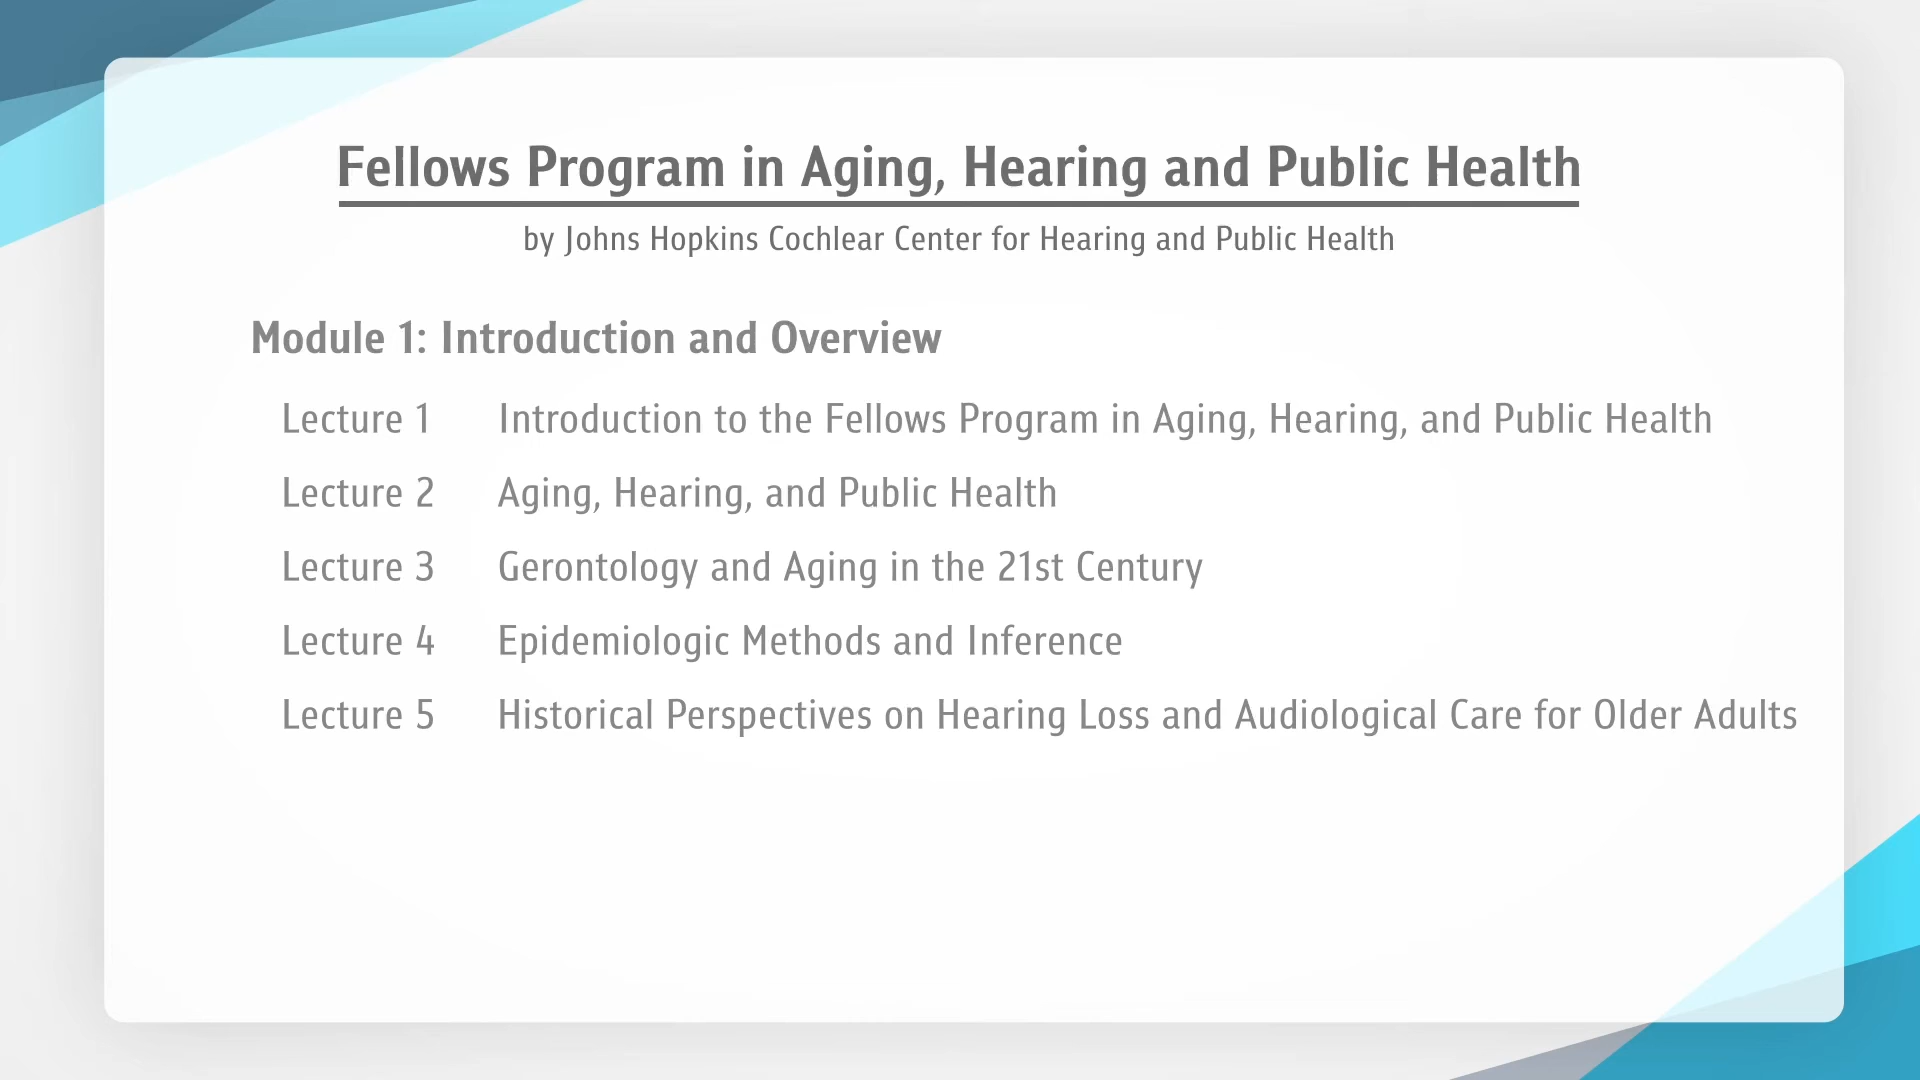 Fellows Program in Aging, Hearing and Public Health
by Johns Hopkins Cochlear Center for Hearing and Public Health
Module 1: Introduction and Overview
Lecture 1 Introduction to the Fellows Program in Aging, Hearing, and Public Health
Lecture 2 Aging, Hearing, and Public Health
Lecture 3 Gerontology and Aging in the 21st Century
Lecture 4 Epidemiologic Methods and Inference
Lecture 5 Historical Perspectives on Hearing Loss and Audiological Care for Older Adults